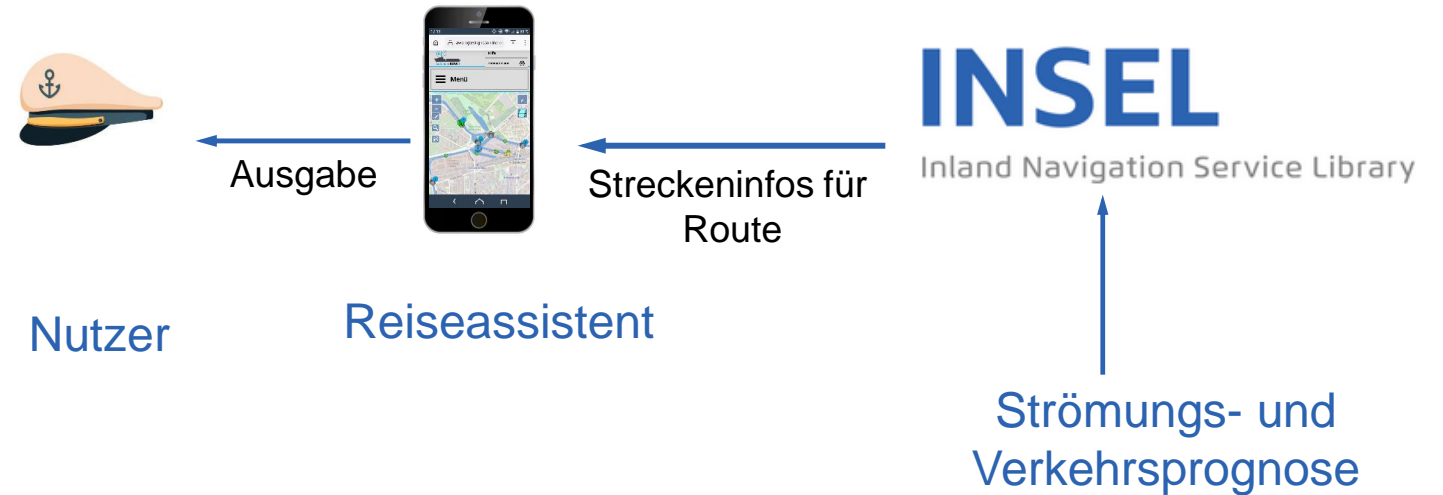 Menü
INSEL
Inland Navigation Service Library
Ausgabe
Streckeninfos für
Route
Nutzer
Reiseassistent
Strömungs- und
Verkehrsprognose